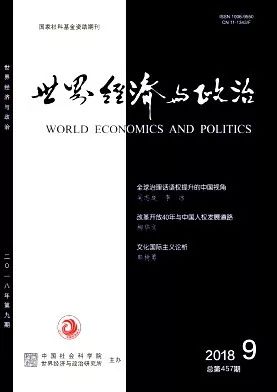 国家社科基金资助期刊
ISSN 1006-9550
CN 11-1343/F
世界经济与政治
二〇一八年第九期
世界經濟与政治
WORLD ECONOMICS AND POLITICS
全球治理话语权提升的中国视角
改革开放40年与中国人权发展道路
文化国际主义论析
中国社会科学院
世界经济与政治研究所
主办
2018 9
总第457期